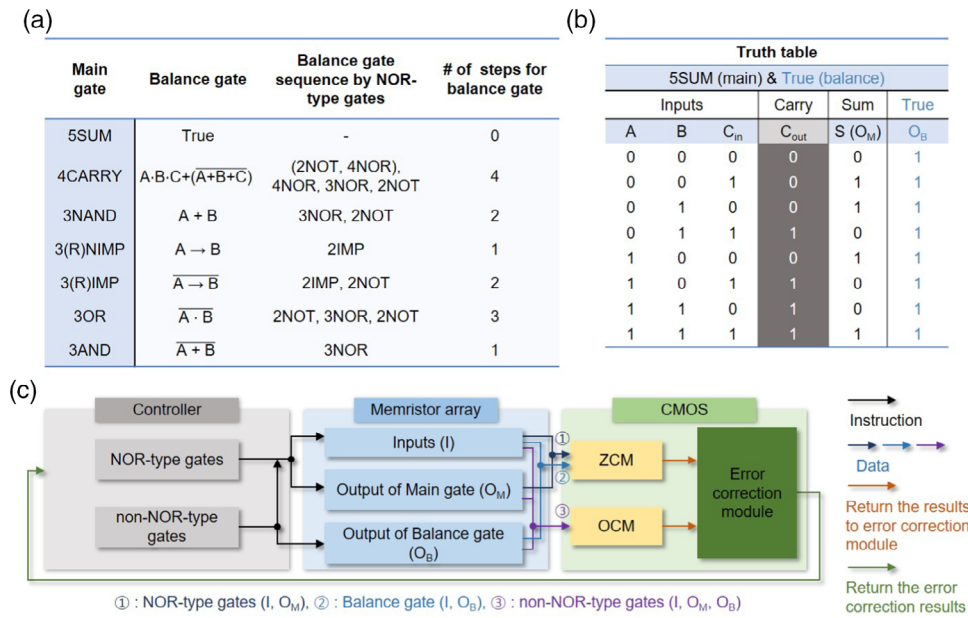 (a)
Main gate | Balance gate | Balance gate sequence by NOR-type gates | # of steps for balance gate
5SUM | True | - | 0
4CARRY | A·B·C+(A̅+̅B̅+̅C̅) | (2NOT, 4NOR), 4NOR, 3NOR, 2NOT | 4
3NAND | A + B | 3NOR, 2NOT | 2
3(R)NIMP | A → B | 2IMP | 1
3(R)IMP | A̅ ̅→̅ ̅B̅ | 2IMP, 2NOT | 2
3OR | A̅ ̅·̅ ̅B̅ | 2NOT, 3NOR, 2NOT | 3
3AND | A̅ ̅+̅ ̅B̅ | 3NOR | 1
(b)
Truth table
5SUM (main) & True (balance)
Inputs | Carry | Sum | True
A | B | Cin | Cout | S (OM) | OB
0 | 0 | 0 | 0 | 0 | 1
0 | 0 | 1 | 0 | 1 | 1
0 | 1 | 0 | 0 | 1 | 1
0 | 1 | 1 | 1 | 0 | 1
1 | 0 | 0 | 0 | 1 | 1
1 | 0 | 1 | 1 | 0 | 1
1 | 1 | 0 | 1 | 0 | 1
1 | 1 | 1 | 1 | 1 | 1
(c)
Controller
NOR-type gates
non-NOR-type
gates
Memristor array
Inputs (I)
Output of Main gate (OM)
Output of Balance gate
(OB)
①
②
③
CMOS
ZCM
OCM
Error
correction
module
Instruction
Data
Return the results
to error correction
module
Return the error
correction results
① : NOR-type gates (I, OM), ② : Balance gate (I, OB), ③ : non-NOR-type gates (I, OM, OB)